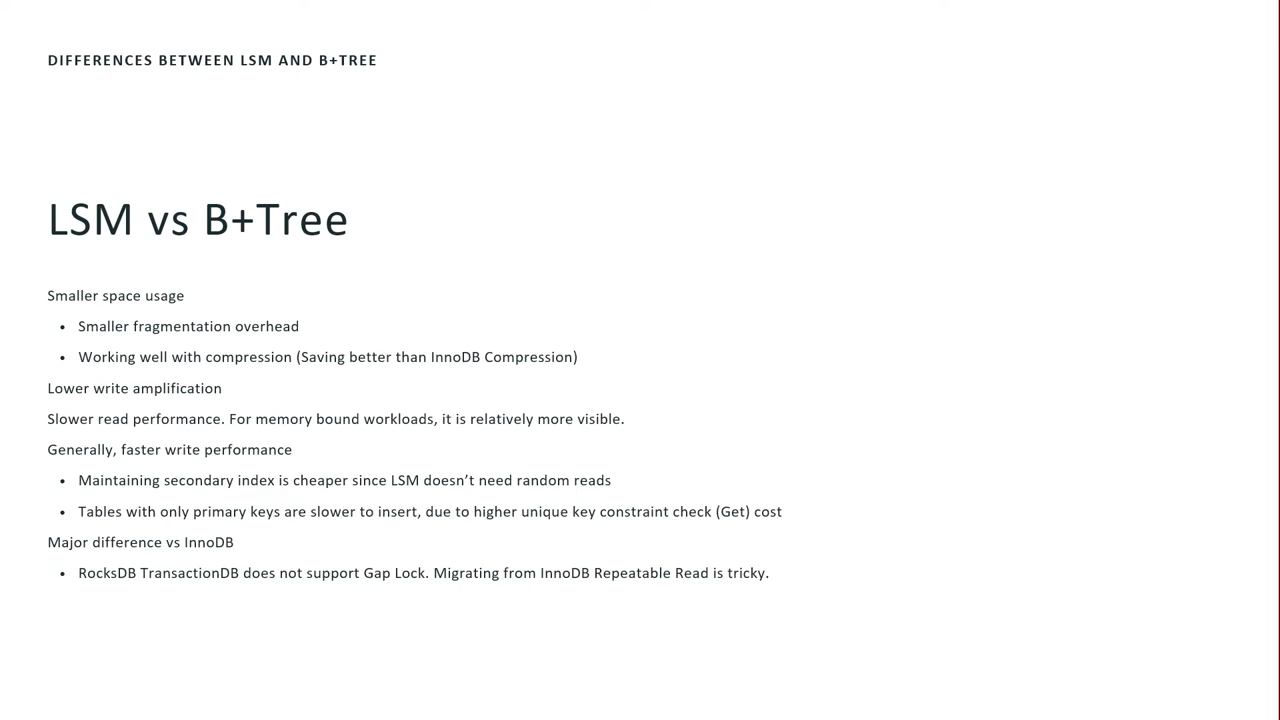 DIFFERENCES BETWEEN LSM AND B+TREE
LSM vs B+Tree
Smaller space usage
• Smaller fragmentation overhead
• Working well with compression (Saving better than InnoDB Compression)
Lower write amplification
Slower read performance. For memory bound workloads, it is relatively more visible.
Generally, faster write performance
• Maintaining secondary index is cheaper since LSM doesn’t need random reads
• Tables with only primary keys are slower to insert, due to higher unique key constraint check (Get) cost
Major difference vs InnoDB
• RocksDB TransactionDB does not support Gap Lock. Migrating from InnoDB Repeatable Read is tricky.